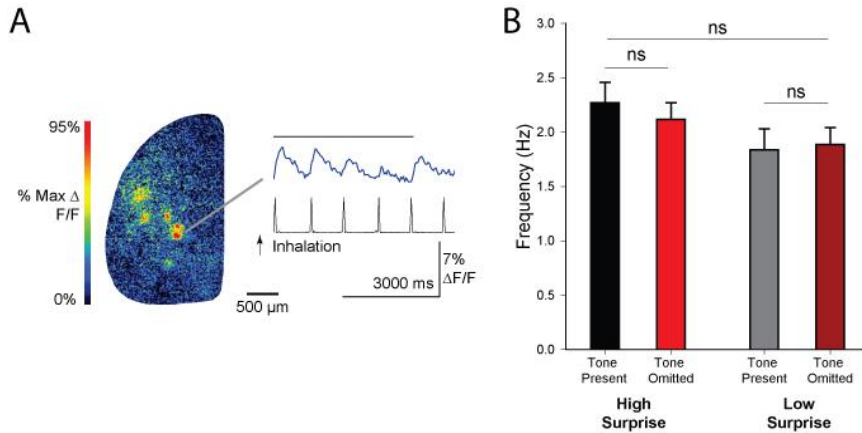 A
95%
% Max Δ
F/F
0%
Inhalation
500 µm
3000 ms
7%
ΔF/F
B
Frequency (Hz)
3.0
2.5
2.0
1.5
1.0
0.5
0.0
ns
ns
ns
Tone
Present
Tone
Omitted
Tone
Present
Tone
Omitted
High
Surprise
Low
Surprise